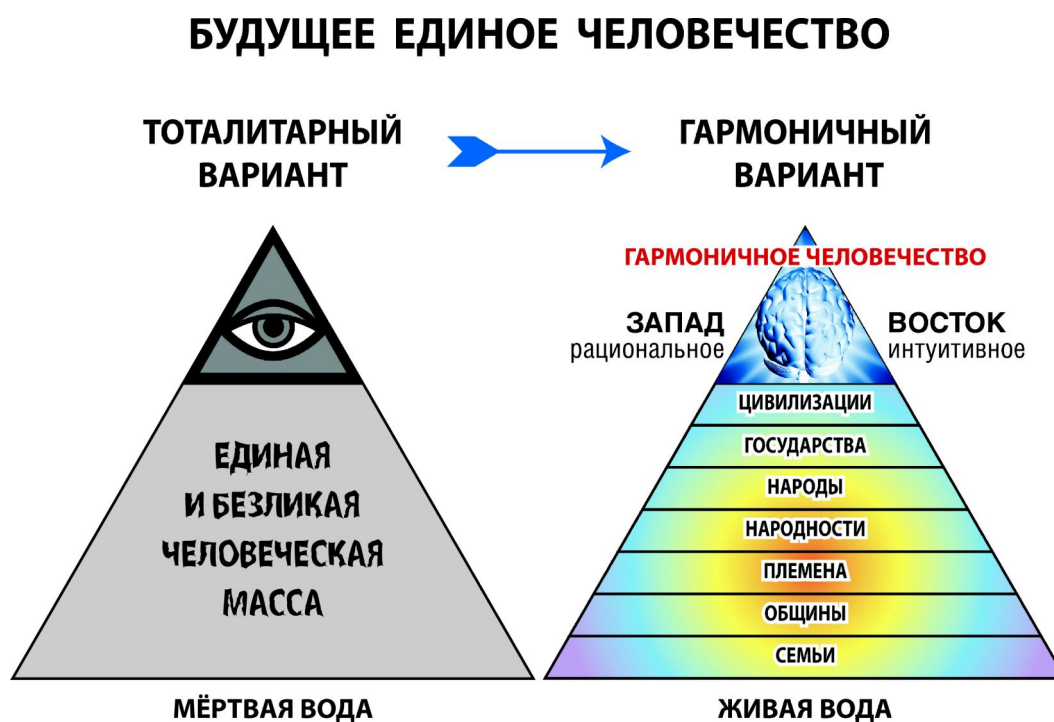 БУДУЩЕЕ ЕДИНОЕ ЧЕЛОВЕЧЕСТВО
ТОТАЛИТАРНЫЙ
ВАРИАНТ
ГАРМОНИЧНЫЙ
ВАРИАНТ
ЕДИНАЯ
И БЕЗЛИКАЯ
ЧЕЛОВЕЧЕСКАЯ
МАССА
МЁРТВАЯ ВОДА
ГАРМОНИЧНОЕ ЧЕЛОВЕЧЕСТВО
ЗАПАД
рациональное
ВОСТОК
интуитивное
ЦИВИЛИЗАЦИИ
ГОСУДАРСТВА
НАРОДЫ
НАРОДНОСТИ
ПЛЕМЕНА
ОБЩИНЫ
СЕМЬИ
ЖИВАЯ ВОДА